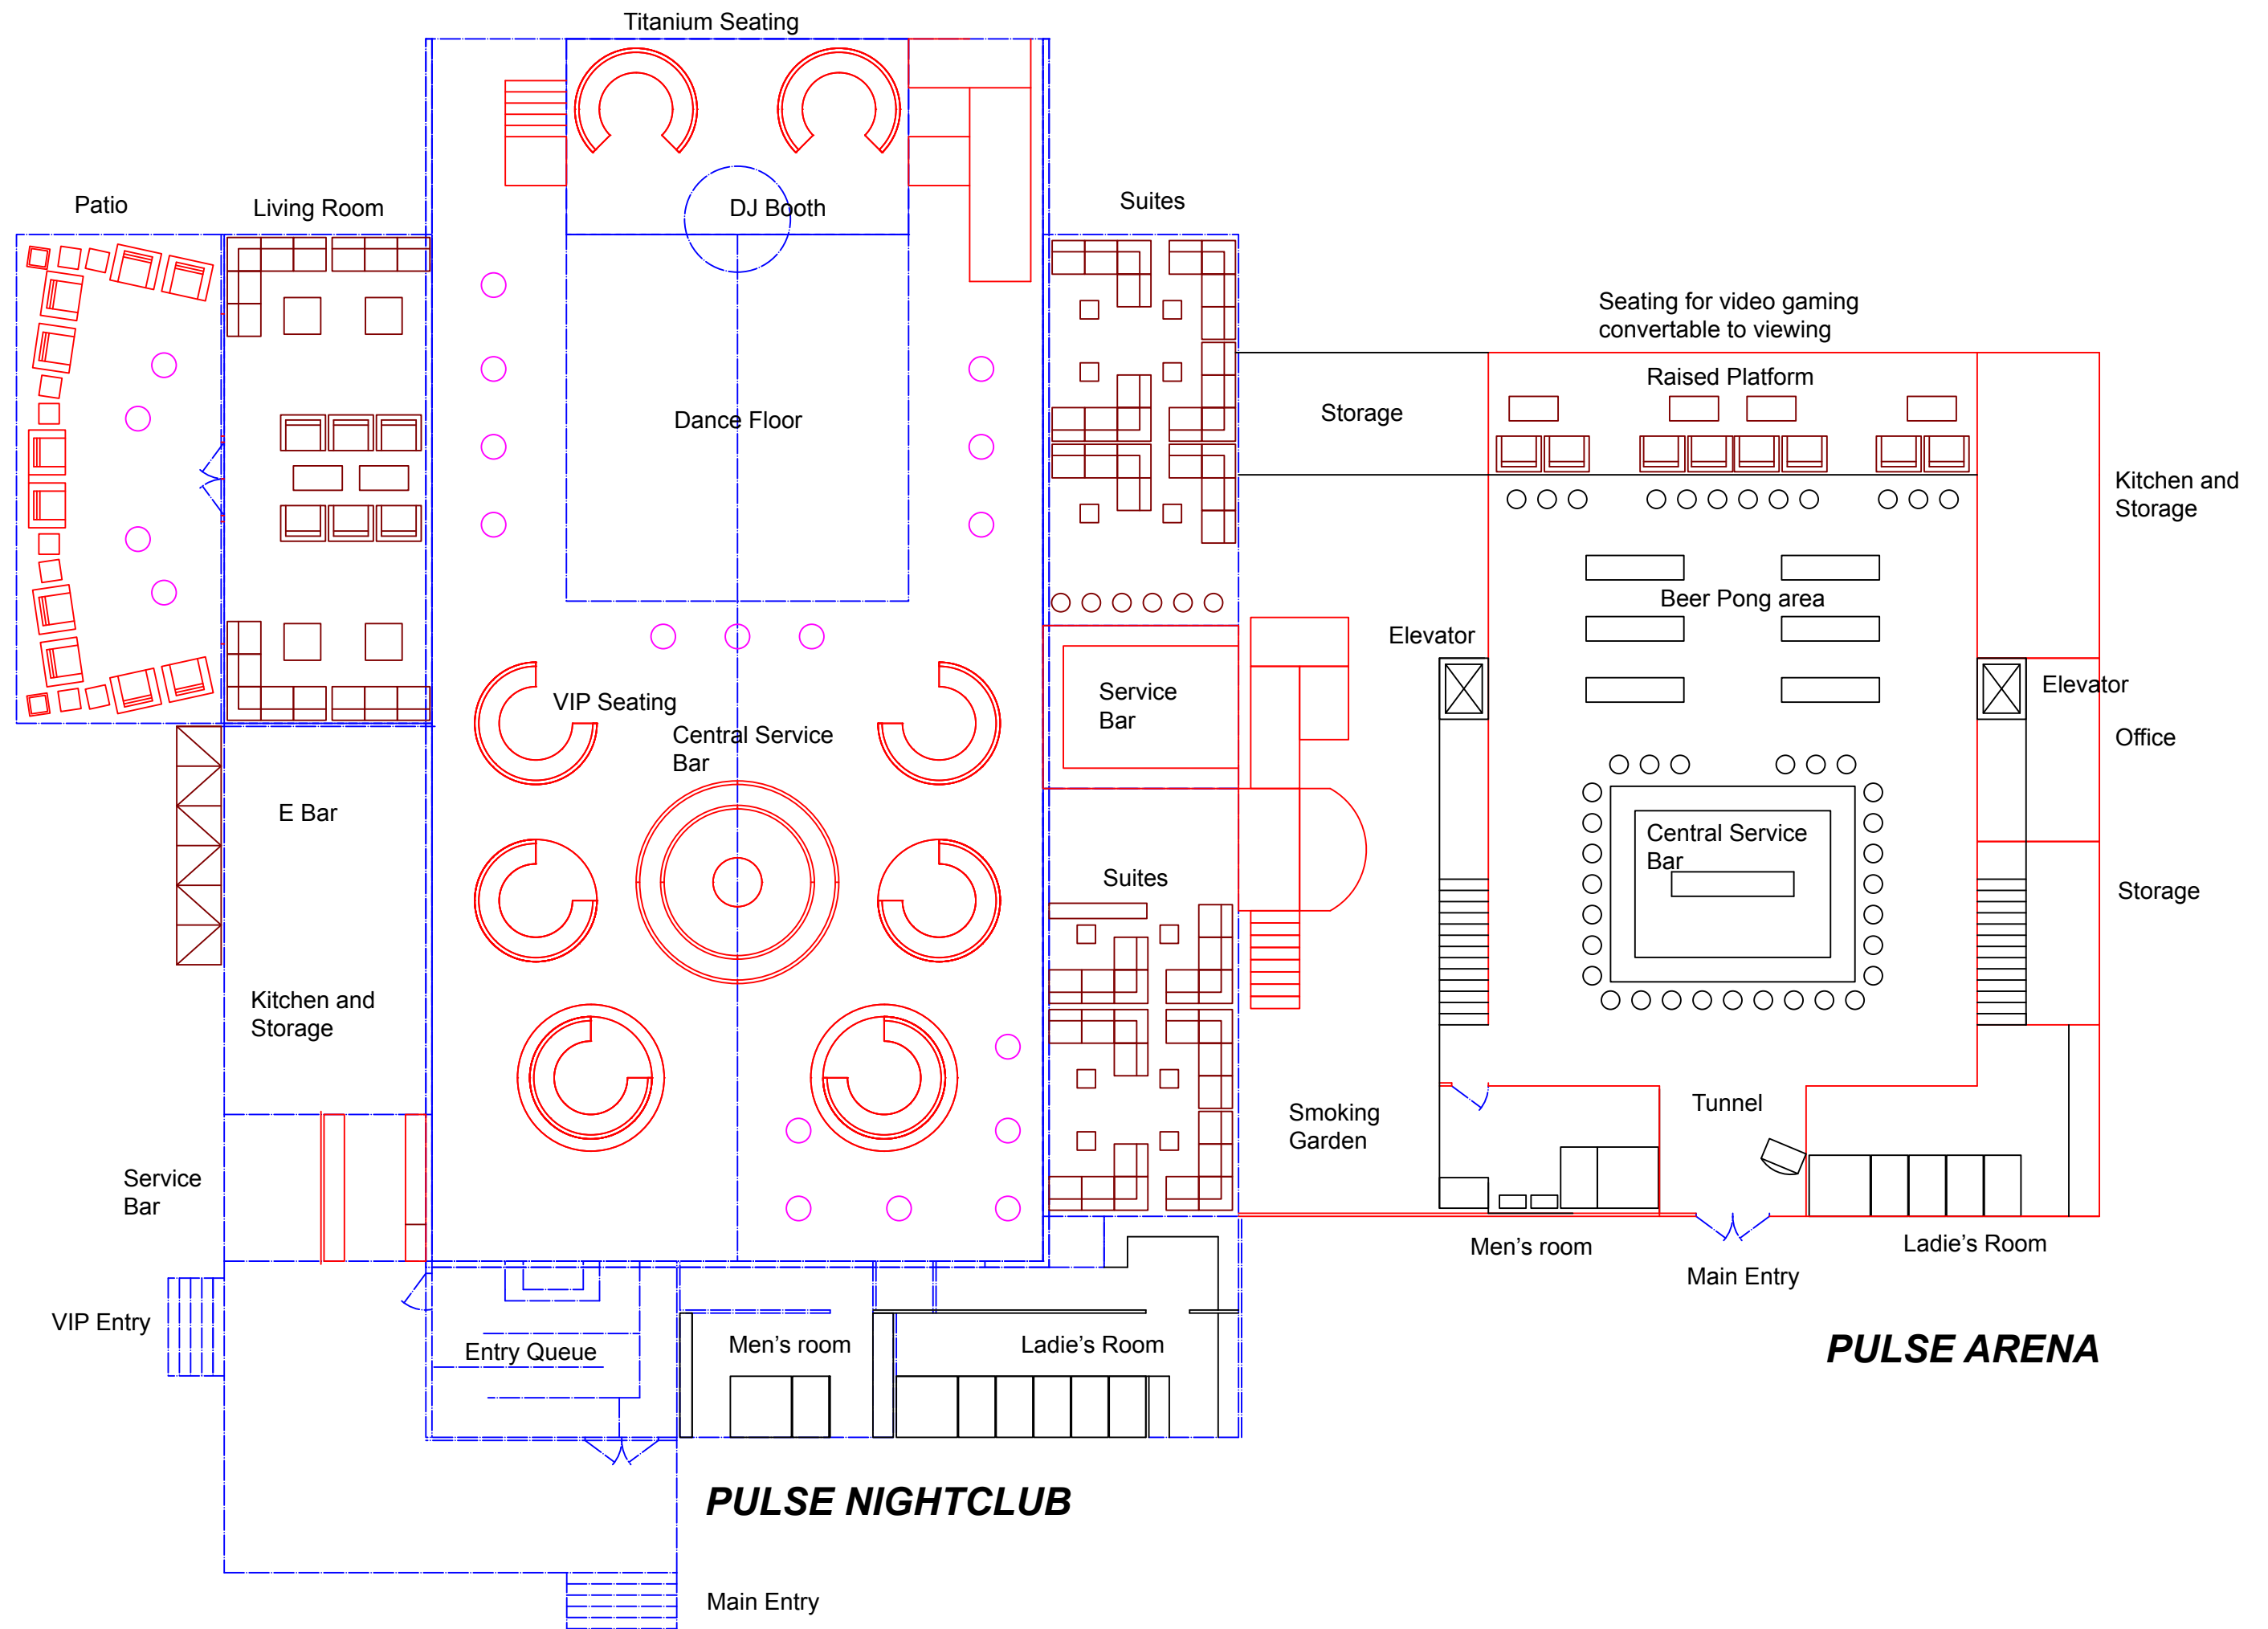 Titanium Seating
Patio
Living Room
DJ Booth
Suites
Seating for video gaming
convertable to viewing
Raised Platform
Storage
Dance Floor
Kitchen and
Storage
Beer Pong area
Elevator
Elevator
Service
Bar
VIP Seating
Central Service
Bar
Office
E Bar
Central Service
Bar
Suites
Storage
Kitchen and
Storage
Smoking
Garden
Tunnel
Service
Bar
Men's room
Ladie's Room
Main Entry
VIP Entry
Entry Queue
Men's room
Ladie's Room
PULSE ARENA
PULSE NIGHTCLUB
Main Entry